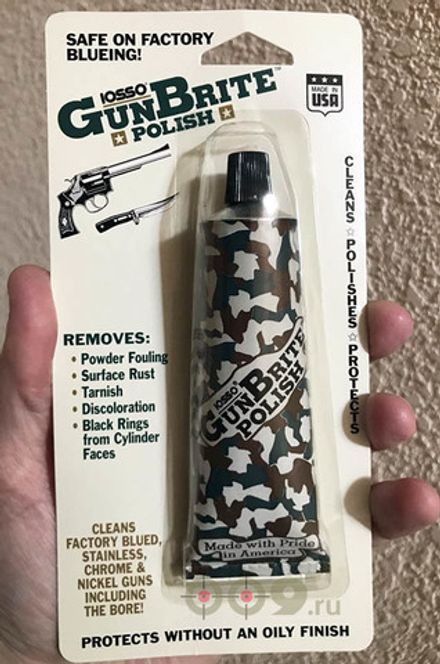 SAFE ON FACTORY
BLUEING!
IOSSO®
GUNBRITE™
POLISH
MADE IN
USA
CLEANS ☆ POLISHES ☆ PROTECTS
REMOVES:
• Powder Fouling
• Surface Rust
• Tarnish
• Discoloration
• Black Rings
from Cylinder
Faces
IOSSO®
GUNBRITE
POLISH
CLEANS
FACTORY BLUED,
STAINLESS,
CHROME &
NICKEL GUNS
INCLUDING
THE BORE!
Made with Pride
in America
009.ru
PROTECTS WITHOUT AN OILY FINISH